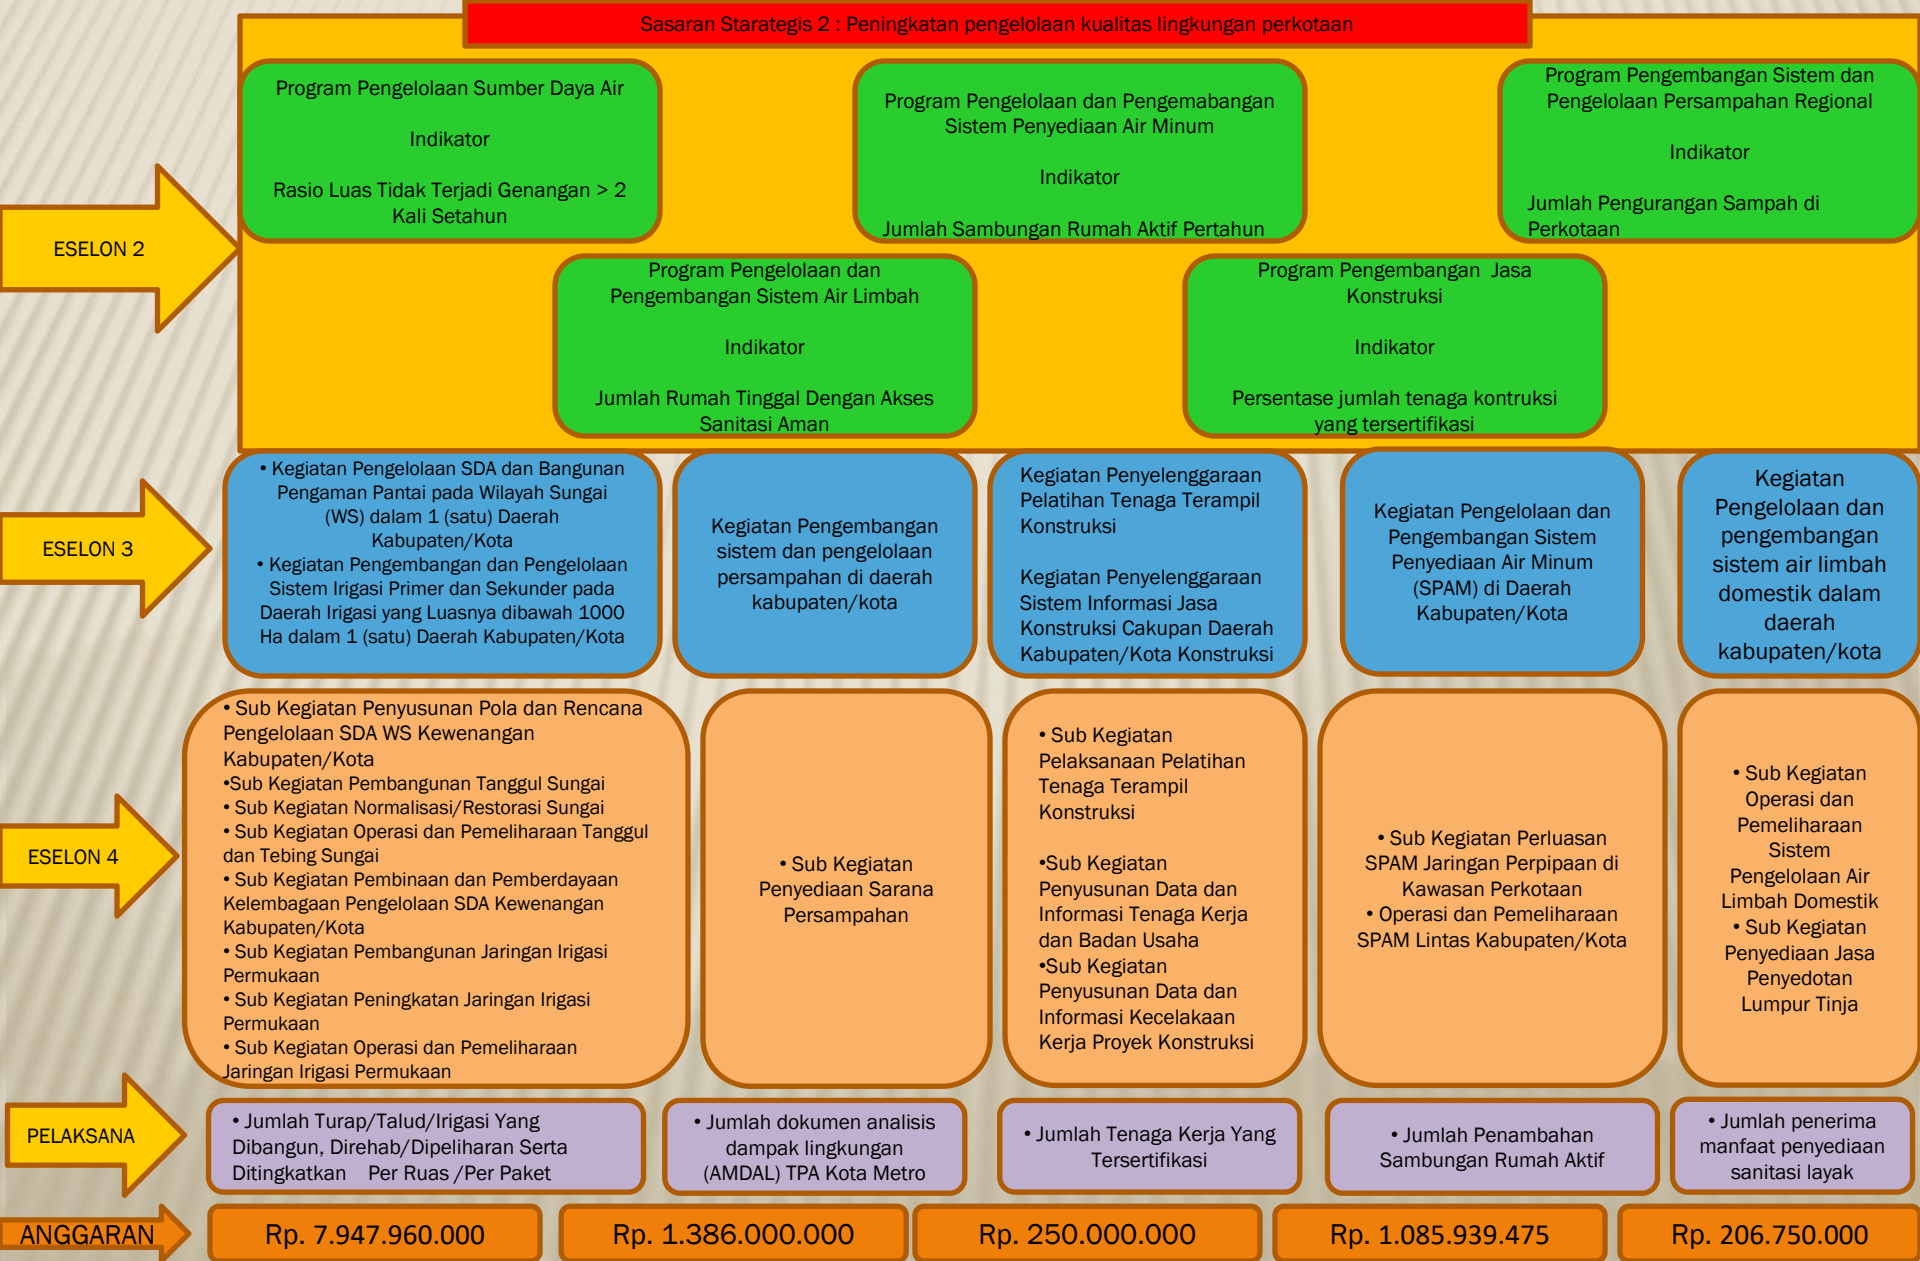 Sasaran Starategis 2 : Peningkatan pengelolaan kualitas lingkungan perkotaan
ESELON 2
Program Pengelolaan Sumber Daya Air
Indikator
Rasio Luas Tidak Terjadi Genangan > 2
Kali Setahun
Program Pengelolaan dan Pengemabangan
Sistem Penyediaan Air Minum
Indikator
Jumlah Sambungan Rumah Aktif Pertahun
Program Pengembangan Sistem dan
Pengelolaan Persampahan Regional
Indikator
Jumlah Pengurangan Sampah di
Perkotaan
Program Pengelolaan dan
Pengembangan Sistem Air Limbah
Indikator
Jumlah Rumah Tinggal Dengan Akses
Sanitasi Aman
Program Pengembangan  Jasa
Konstruksi
Indikator
Persentase jumlah tenaga kontruksi
yang tersertifikasi
ESELON 3
• Kegiatan Pengelolaan SDA dan Bangunan
Pengaman Pantai pada Wilayah Sungai
(WS) dalam 1 (satu) Daerah
Kabupaten/Kota
• Kegiatan Pengembangan dan Pengelolaan
Sistem Irigasi Primer dan Sekunder pada
Daerah Irigasi yang Luasnya dibawah 1000
Ha dalam 1 (satu) Daerah Kabupaten/Kota
Kegiatan Pengembangan
sistem dan pengelolaan
persampahan di daerah
kabupaten/kota
Kegiatan Penyelenggaraan
Pelatihan Tenaga Terampil
Konstruksi
Kegiatan Penyelenggaraan
Sistem Informasi Jasa
Konstruksi Cakupan Daerah
Kabupaten/Kota Konstruksi
Kegiatan Pengelolaan dan
Pengembangan Sistem
Penyediaan Air Minum
(SPAM) di Daerah
Kabupaten/Kota
Kegiatan
Pengelolaan dan
pengembangan
sistem air limbah
domestik dalam
daerah
kabupaten/kota
ESELON 4
• Sub Kegiatan Penyusunan Pola dan Rencana
Pengelolaan SDA WS Kewenangan
Kabupaten/Kota
•Sub Kegiatan Pembangunan Tanggul Sungai
• Sub Kegiatan Normalisasi/Restorasi Sungai
• Sub Kegiatan Operasi dan Pemeliharaan Tanggul
dan Tebing Sungai
• Sub Kegiatan Pembinaan dan Pemberdayaan
Kelembagaan Pengelolaan SDA Kewenangan
Kabupaten/Kota
• Sub Kegiatan Pembangunan Jaringan Irigasi
Permukaan
• Sub Kegiatan Peningkatan Jaringan Irigasi
Permukaan
• Sub Kegiatan Operasi dan Pemeliharaan
Jaringan Irigasi Permukaan
• Sub Kegiatan
Penyediaan Sarana
Persampahan
• Sub Kegiatan
Pelaksanaan Pelatihan
Tenaga Terampil
Konstruksi
•Sub Kegiatan
Penyusunan Data dan
Informasi Tenaga Kerja
dan Badan Usaha
•Sub Kegiatan
Penyusunan Data dan
Informasi Kecelakaan
Kerja Proyek Konstruksi
• Sub Kegiatan Perluasan
SPAM Jaringan Perpipaan di
Kawasan Perkotaan
• Operasi dan Pemeliharaan
SPAM Lintas Kabupaten/Kota
• Sub Kegiatan
Operasi dan
Pemeliharaan
Sistem
Pengelolaan Air
Limbah Domestik
• Sub Kegiatan
Penyediaan Jasa
Penyedotan
Lumpur Tinja
PELAKSANA
• Jumlah Turap/Talud/Irigasi Yang
Dibangun, Direhab/Dipeliharan Serta
Ditingkatkan   Per Ruas /Per Paket
• Jumlah dokumen analisis
dampak lingkungan
(AMDAL) TPA Kota Metro
• Jumlah Tenaga Kerja Yang
Tersertifikasi
• Jumlah Penambahan
Sambungan Rumah Aktif
• Jumlah penerima
manfaat penyediaan
sanitasi layak
ANGGARAN
Rp. 7.947.960.000
Rp. 1.386.000.000
Rp. 250.000.000
Rp. 1.085.939.475
Rp. 206.750.000